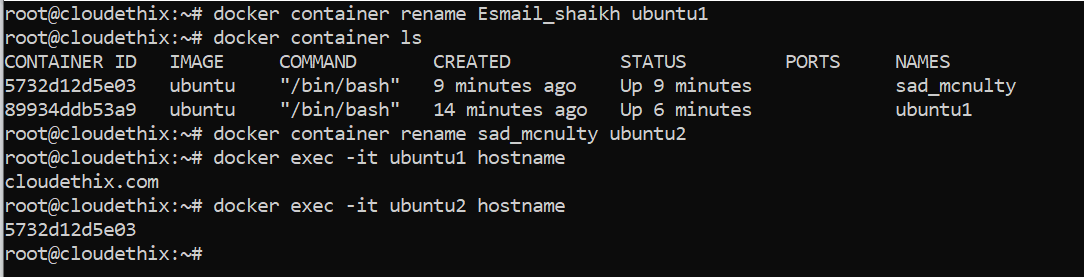 root@cloudethix:~# docker container rename Esmail_shaikh ubuntu1
root@cloudethix:~# docker container ls
CONTAINER ID   IMAGE     COMMAND       CREATED          STATUS         PORTS     NAMES
5732d12d5e03   ubuntu    "/bin/bash"   9 minutes ago    Up 9 minutes             sad_mcnulty
89934ddb53a9   ubuntu    "/bin/bash"   14 minutes ago   Up 6 minutes             ubuntu1
root@cloudethix:~# docker container rename sad_mcnulty ubuntu2
root@cloudethix:~# docker exec -it ubuntu1 hostname
cloudethix.com
root@cloudethix:~# docker exec -it ubuntu2 hostname
5732d12d5e03
root@cloudethix:~#